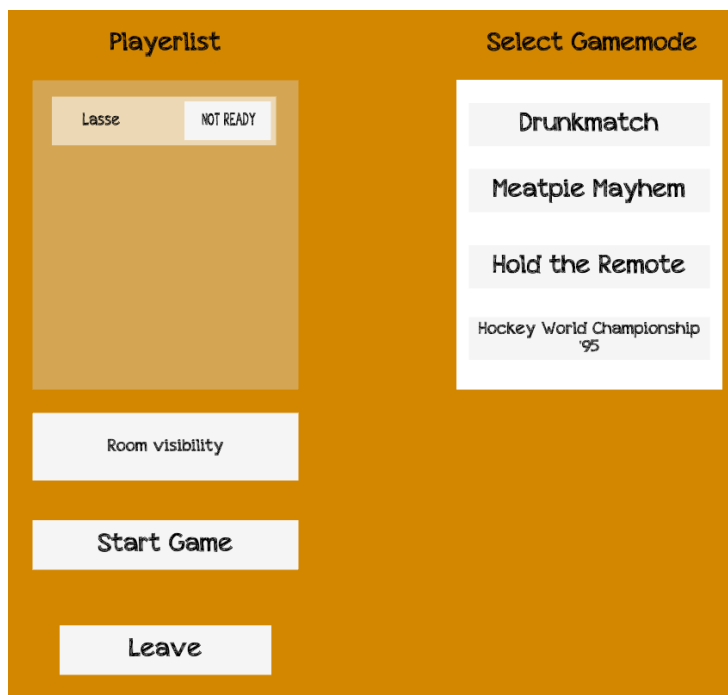 Playerlist
Lasse
NOT READY
Room visibility
Start Game
Leave
Select Gamemode
Drunkmatch
Meatpie Mayhem
Hold the Remote
Hockey World Championship
'95